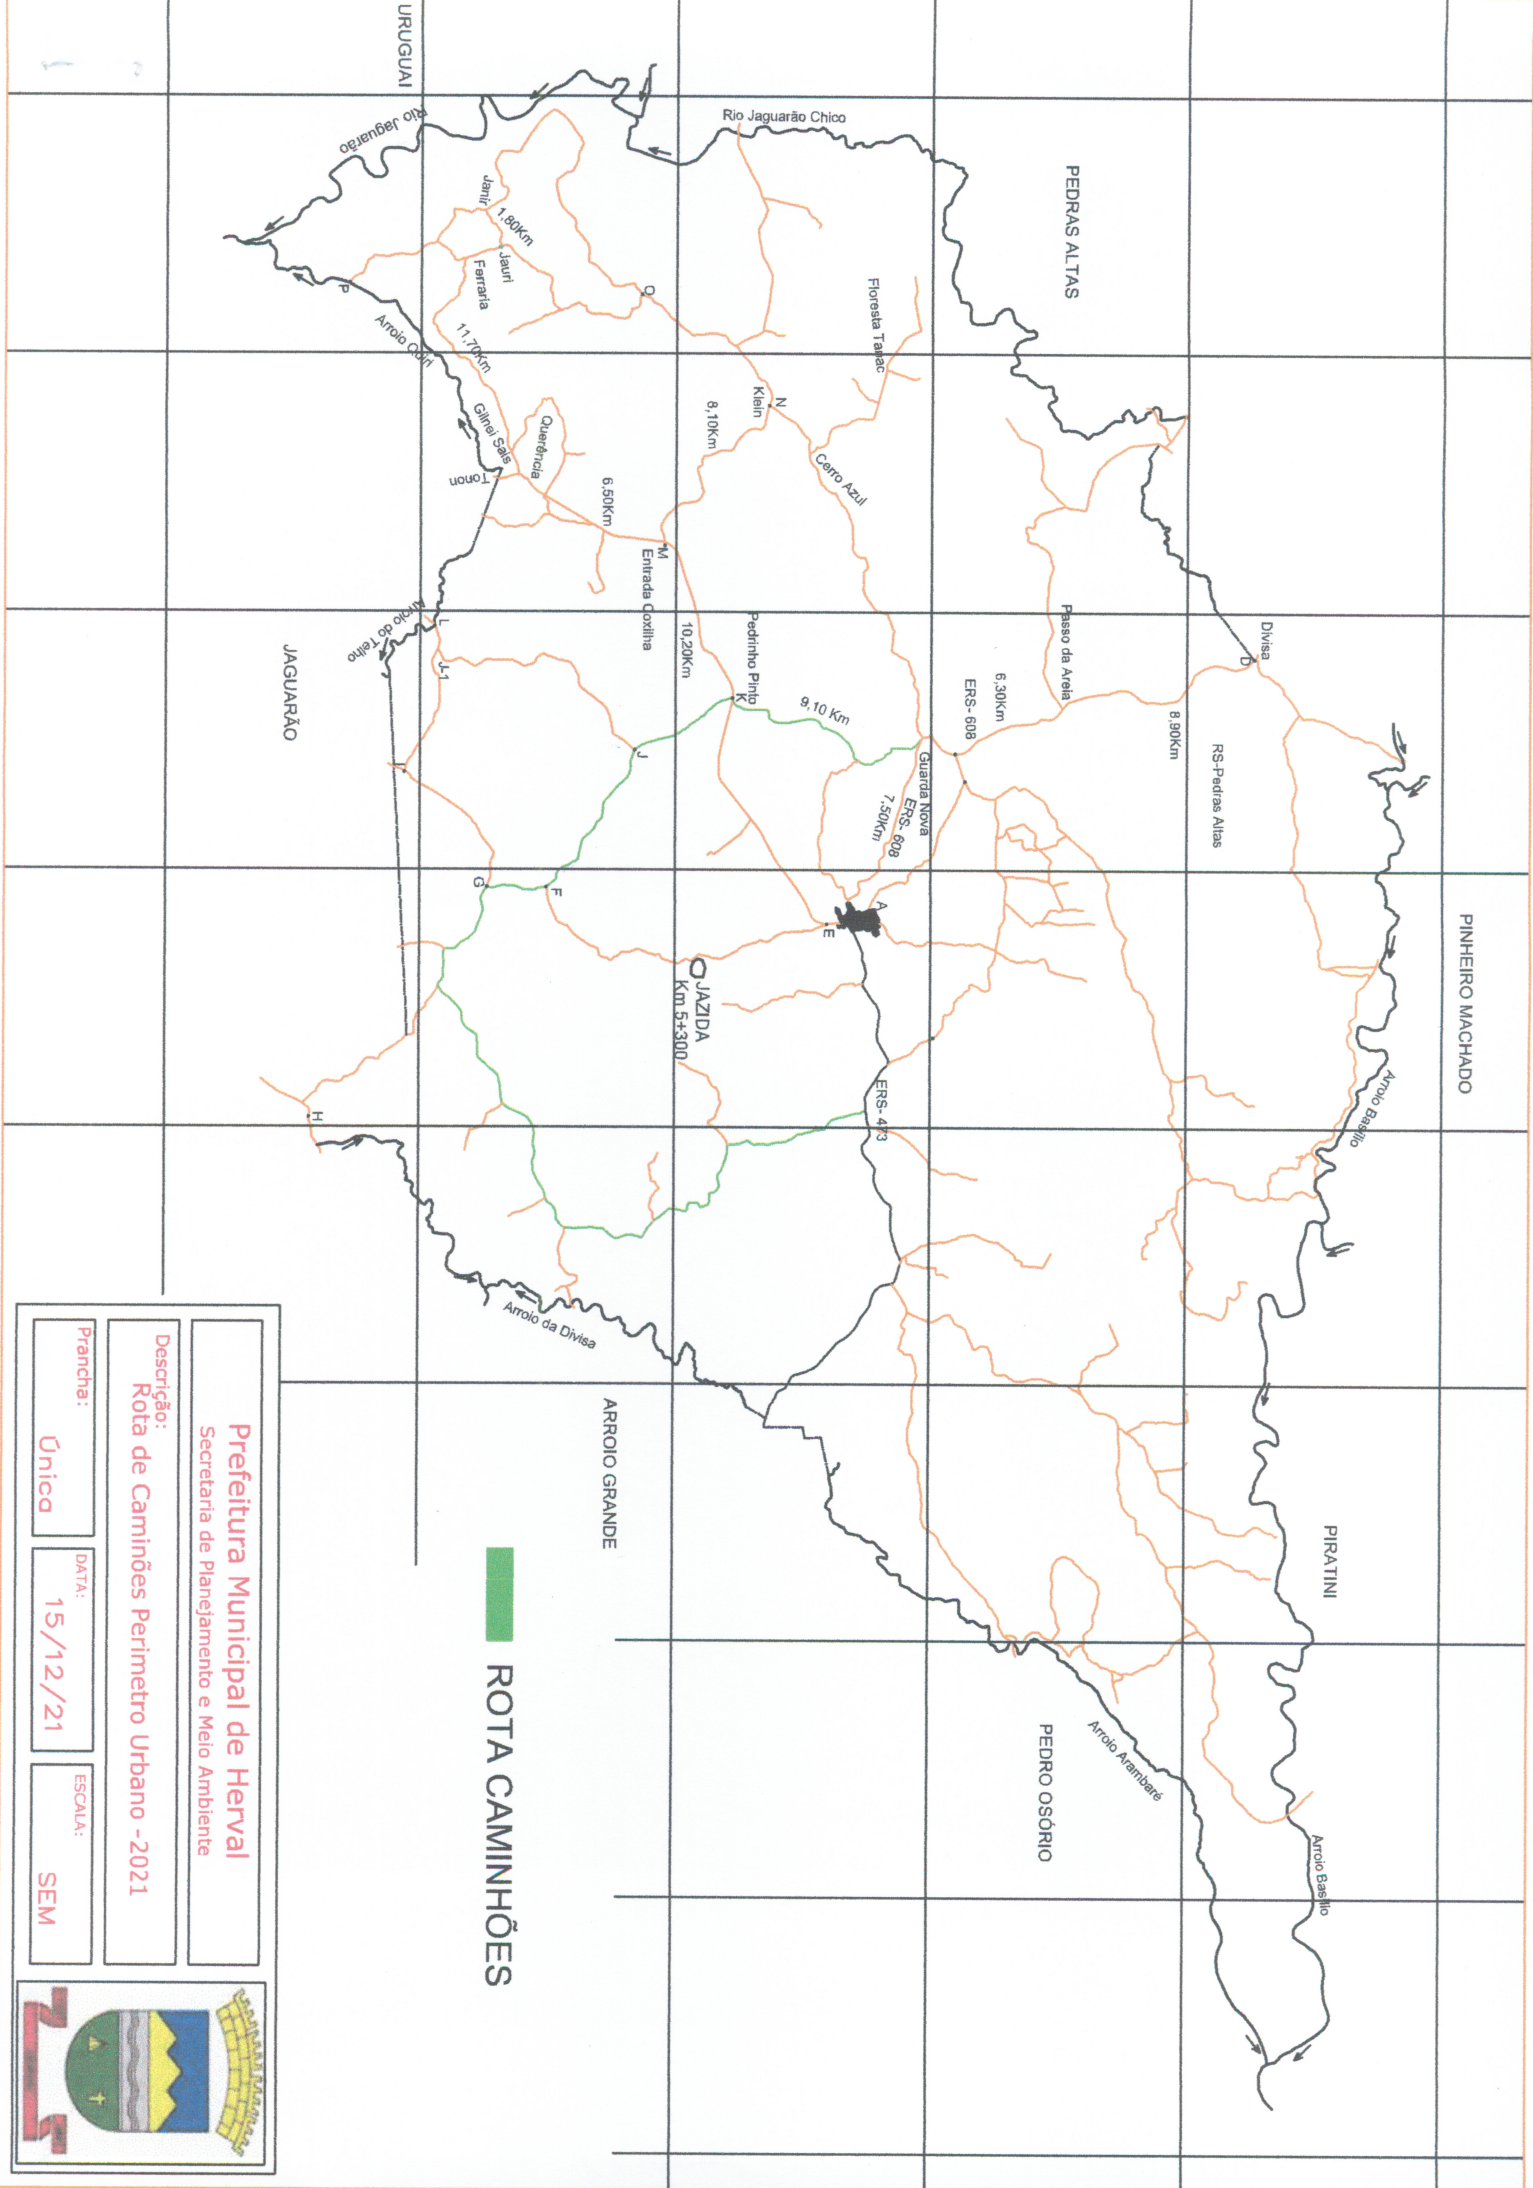 PINHEIRO MACHADO
PIRATINI
PEDRAS ALTAS
PEDRO OSÓRIO
ARROIO GRANDE
JAGUARÃO
URUGUAI
Arroio Basílio
Arroio Basílio
Arroio Arambaré
Arroio da Divisa
Rio Jaguarão Chico
Rio Jaguarão
Arroio do Telho
Divisa
D
RS-Pedras Altas
8,90Km
Passo da Areia
6,30Km
ERS- 608
Guarda Nova
ERS- 608
7,50Km
A
E
ERS- 473
Floresta Tanac
Cerro Azul
N
Klein
8,10Km
9,10 Km
Pedrinho Pinto
K
10,20Km
M
Entrada Coxilha
6,50Km
Querência
Gilnei Sais
Tonon
11,70Km
Ferraria
Jauri
1,80Km
Janir
O
P
J
J-1
L
I
F
G
H
JAZIDA
Km 5+300
ROTA CAMINHÕES
Prefeitura Municipal de Herval
Secretaria de Planejamento e Meio Ambiente
Descrição:
Rota de Caminões Perimetro Urbano - 2021
Prancha:
Única
DATA:
15/12/21
ESCALA:
SEM